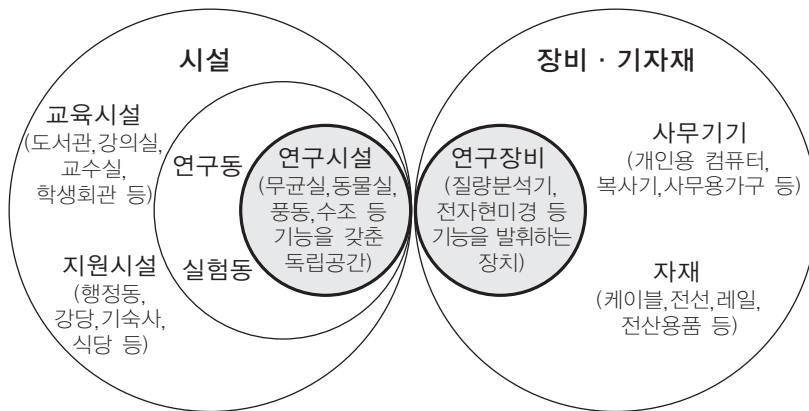 시설
교육시설
(도서관,강의실,
교수실,
학생회관 등)
지원시설
(행정동,
강당,기숙사,
식당 등)
연구동
실험동
연구시설
(무균실,동물실,
풍동,수조 등
기능을 갖춘
독립공간)
장비 · 기자재
연구장비
(질량분석기,
전자현미경 등
기능을 발휘하는
장치)
사무기기
(개인용 컴퓨터,
복사기,사무용가구 등)
자재
(케이블,전선,레일,
전산용품 등)